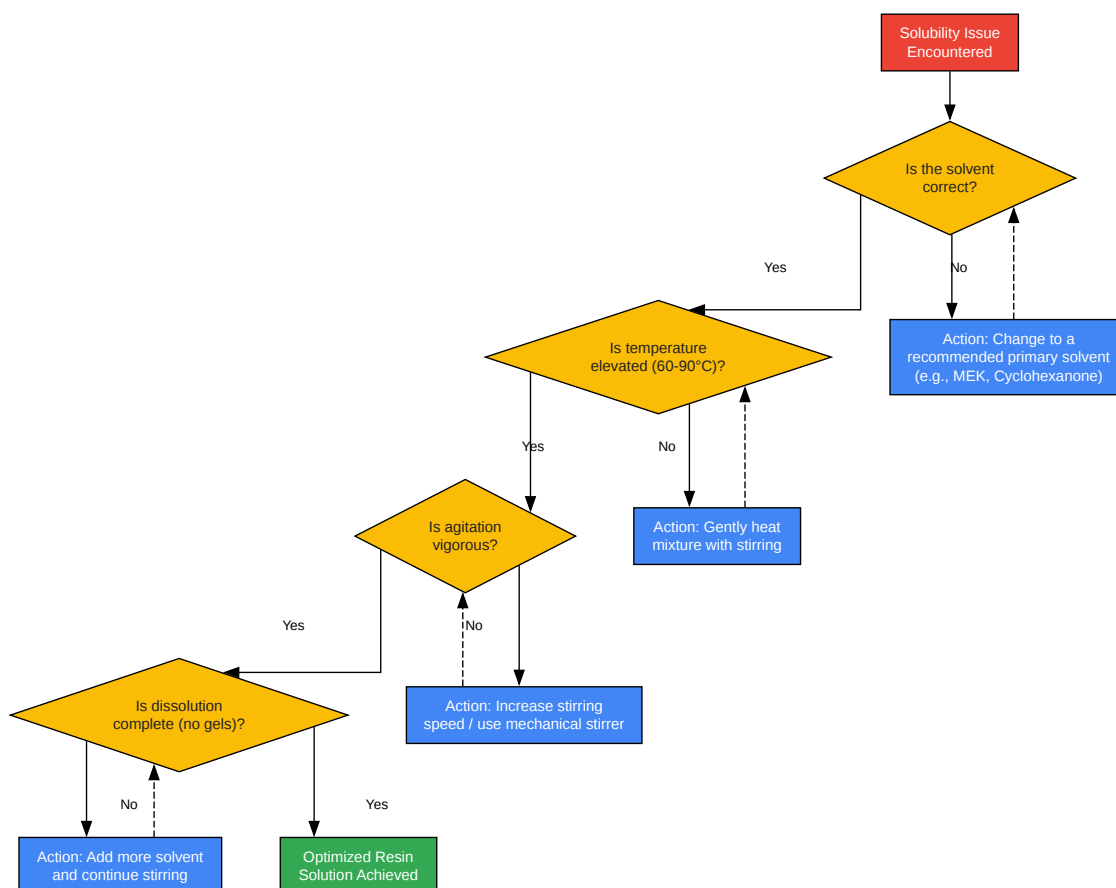 Solubility Issue
Encountered
Is the solvent
correct?
Yes
No
Action: Change to a
recommended primary solvent
(e.g., MEK, Cyclohexanone)
Is temperature
elevated (60-90°C)?
Yes
No
Action: Gently heat
mixture with stirring
Is agitation
vigorous?
Yes
No
Action: Increase stirring
speed / use mechanical stirrer
Is dissolution
complete (no gels)?
No
Yes
Action: Add more solvent
and continue stirring
Optimized Resin
Solution Achieved